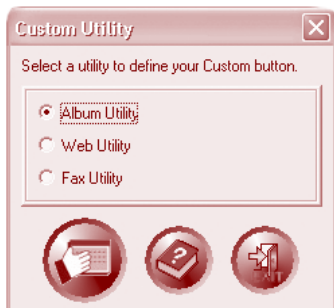 Custom Utility
Select a utility to define your Custom button.
Album Utility
Web Utility
Fax Utility